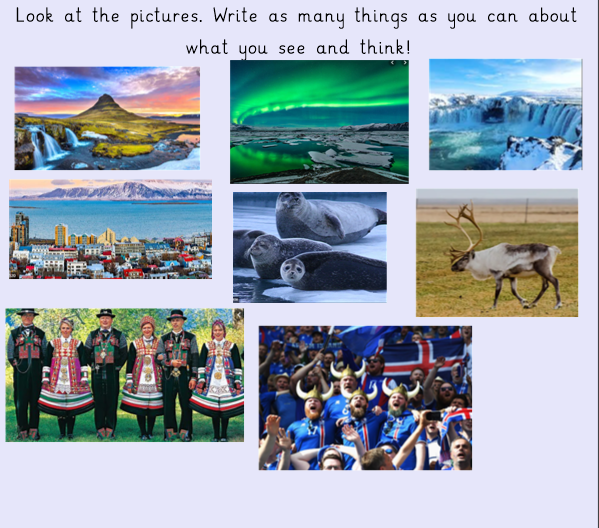 Look at the pictures. Write as many things as you can about
what you see and think!